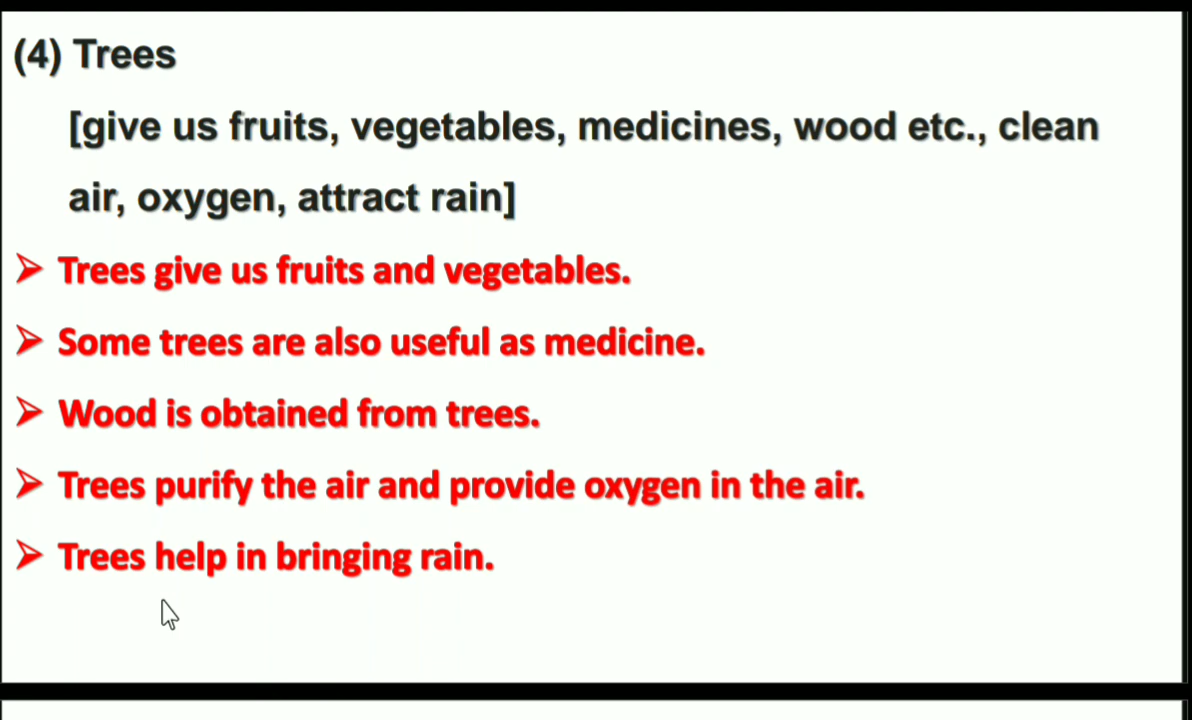 (4) Trees
[give us fruits, vegetables, medicines, wood etc., clean
air, oxygen, attract rain]
➢ Trees give us fruits and vegetables.
➢ Some trees are also useful as medicine.
➢ Wood is obtained from trees.
➢ Trees purify the air and provide oxygen in the air.
➢ Trees help in bringing rain.